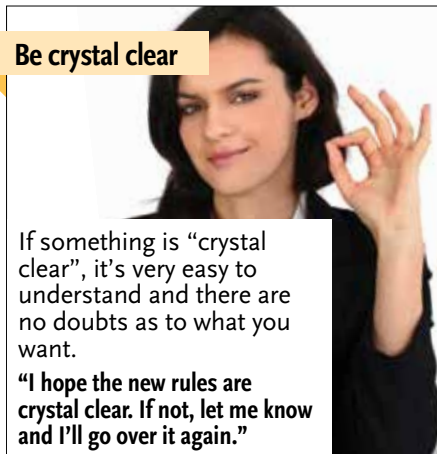 Be crystal clear
If something is “crystal
clear”, it’s very easy to
understand and there are
no doubts as to what you
want.
“I hope the new rules are
crystal clear. If not, let me know
and I’ll go over it again.”